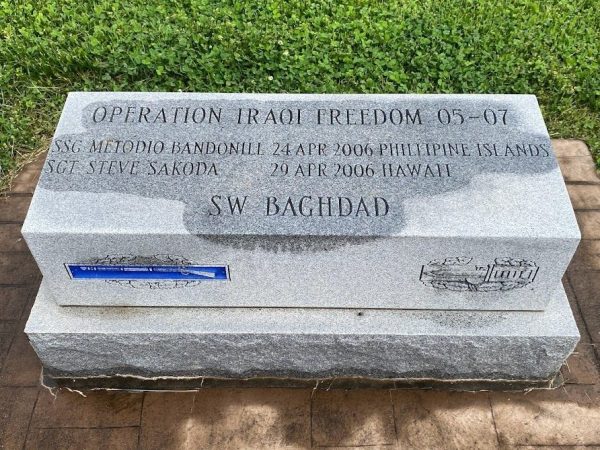 OPERATION IRAQI FREEDOM 05-07
SSG METODIO BANDONILL 24 APR 2006 PHILLIPINE ISLANDS
SGT STEVE SAKODA 29 APR 2006 HAWAII
SW BAGHDAD